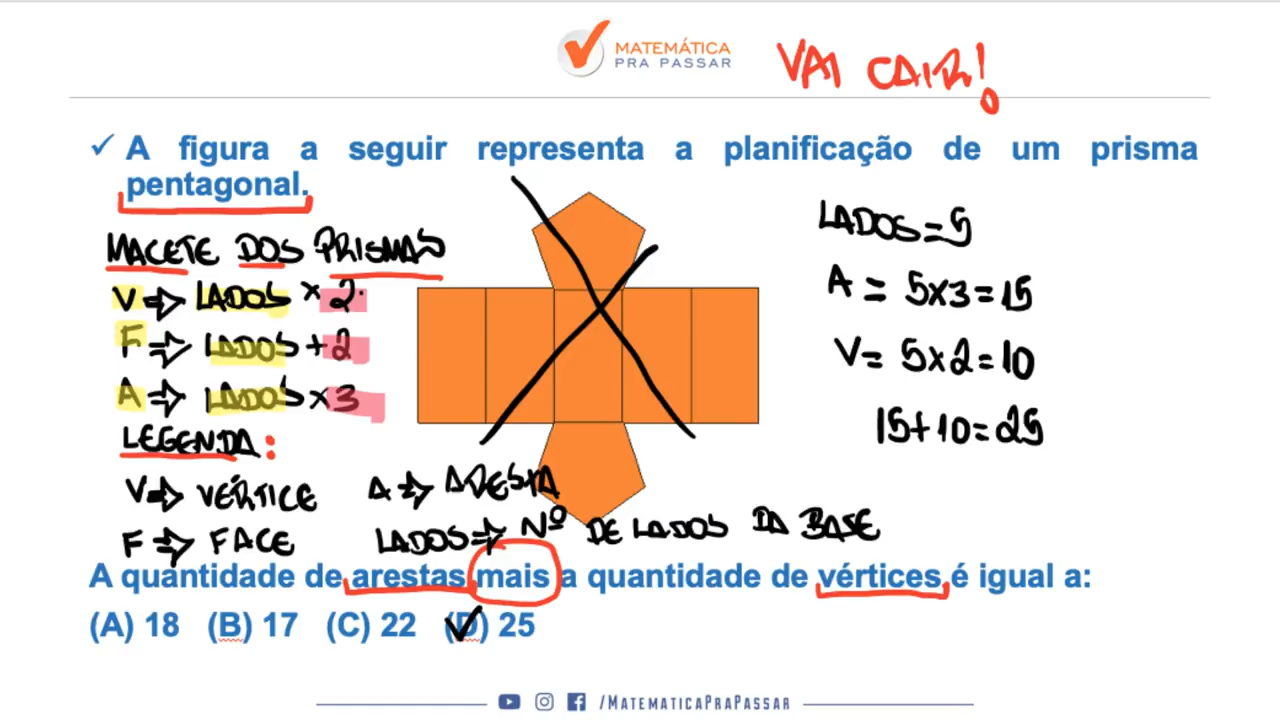 MATEMÁTICA
PRA PASSAR
VAI CAIR!
✓ A figura a seguir representa a planificação de um prisma
pentagonal.
MACETE DOS PRISMAS
V ⇒ LADOS × 2
F ⇒ LADOS + 2
A ⇒ LADOS × 3
LEGENDA:
V ⇒ VÉRTICE A ⇒ ARESTA
F ⇒ FACE LADOS ⇒ Nº DE LADOS DA BASE
LADOS = 5
A = 5×3 = 15
V = 5×2 = 10
15+10 = 25
A quantidade de arestas mais a quantidade de vértices é igual a:
(A) 18 (B) 17 (C) 22 (D) 25
/MatematicaPraPassar